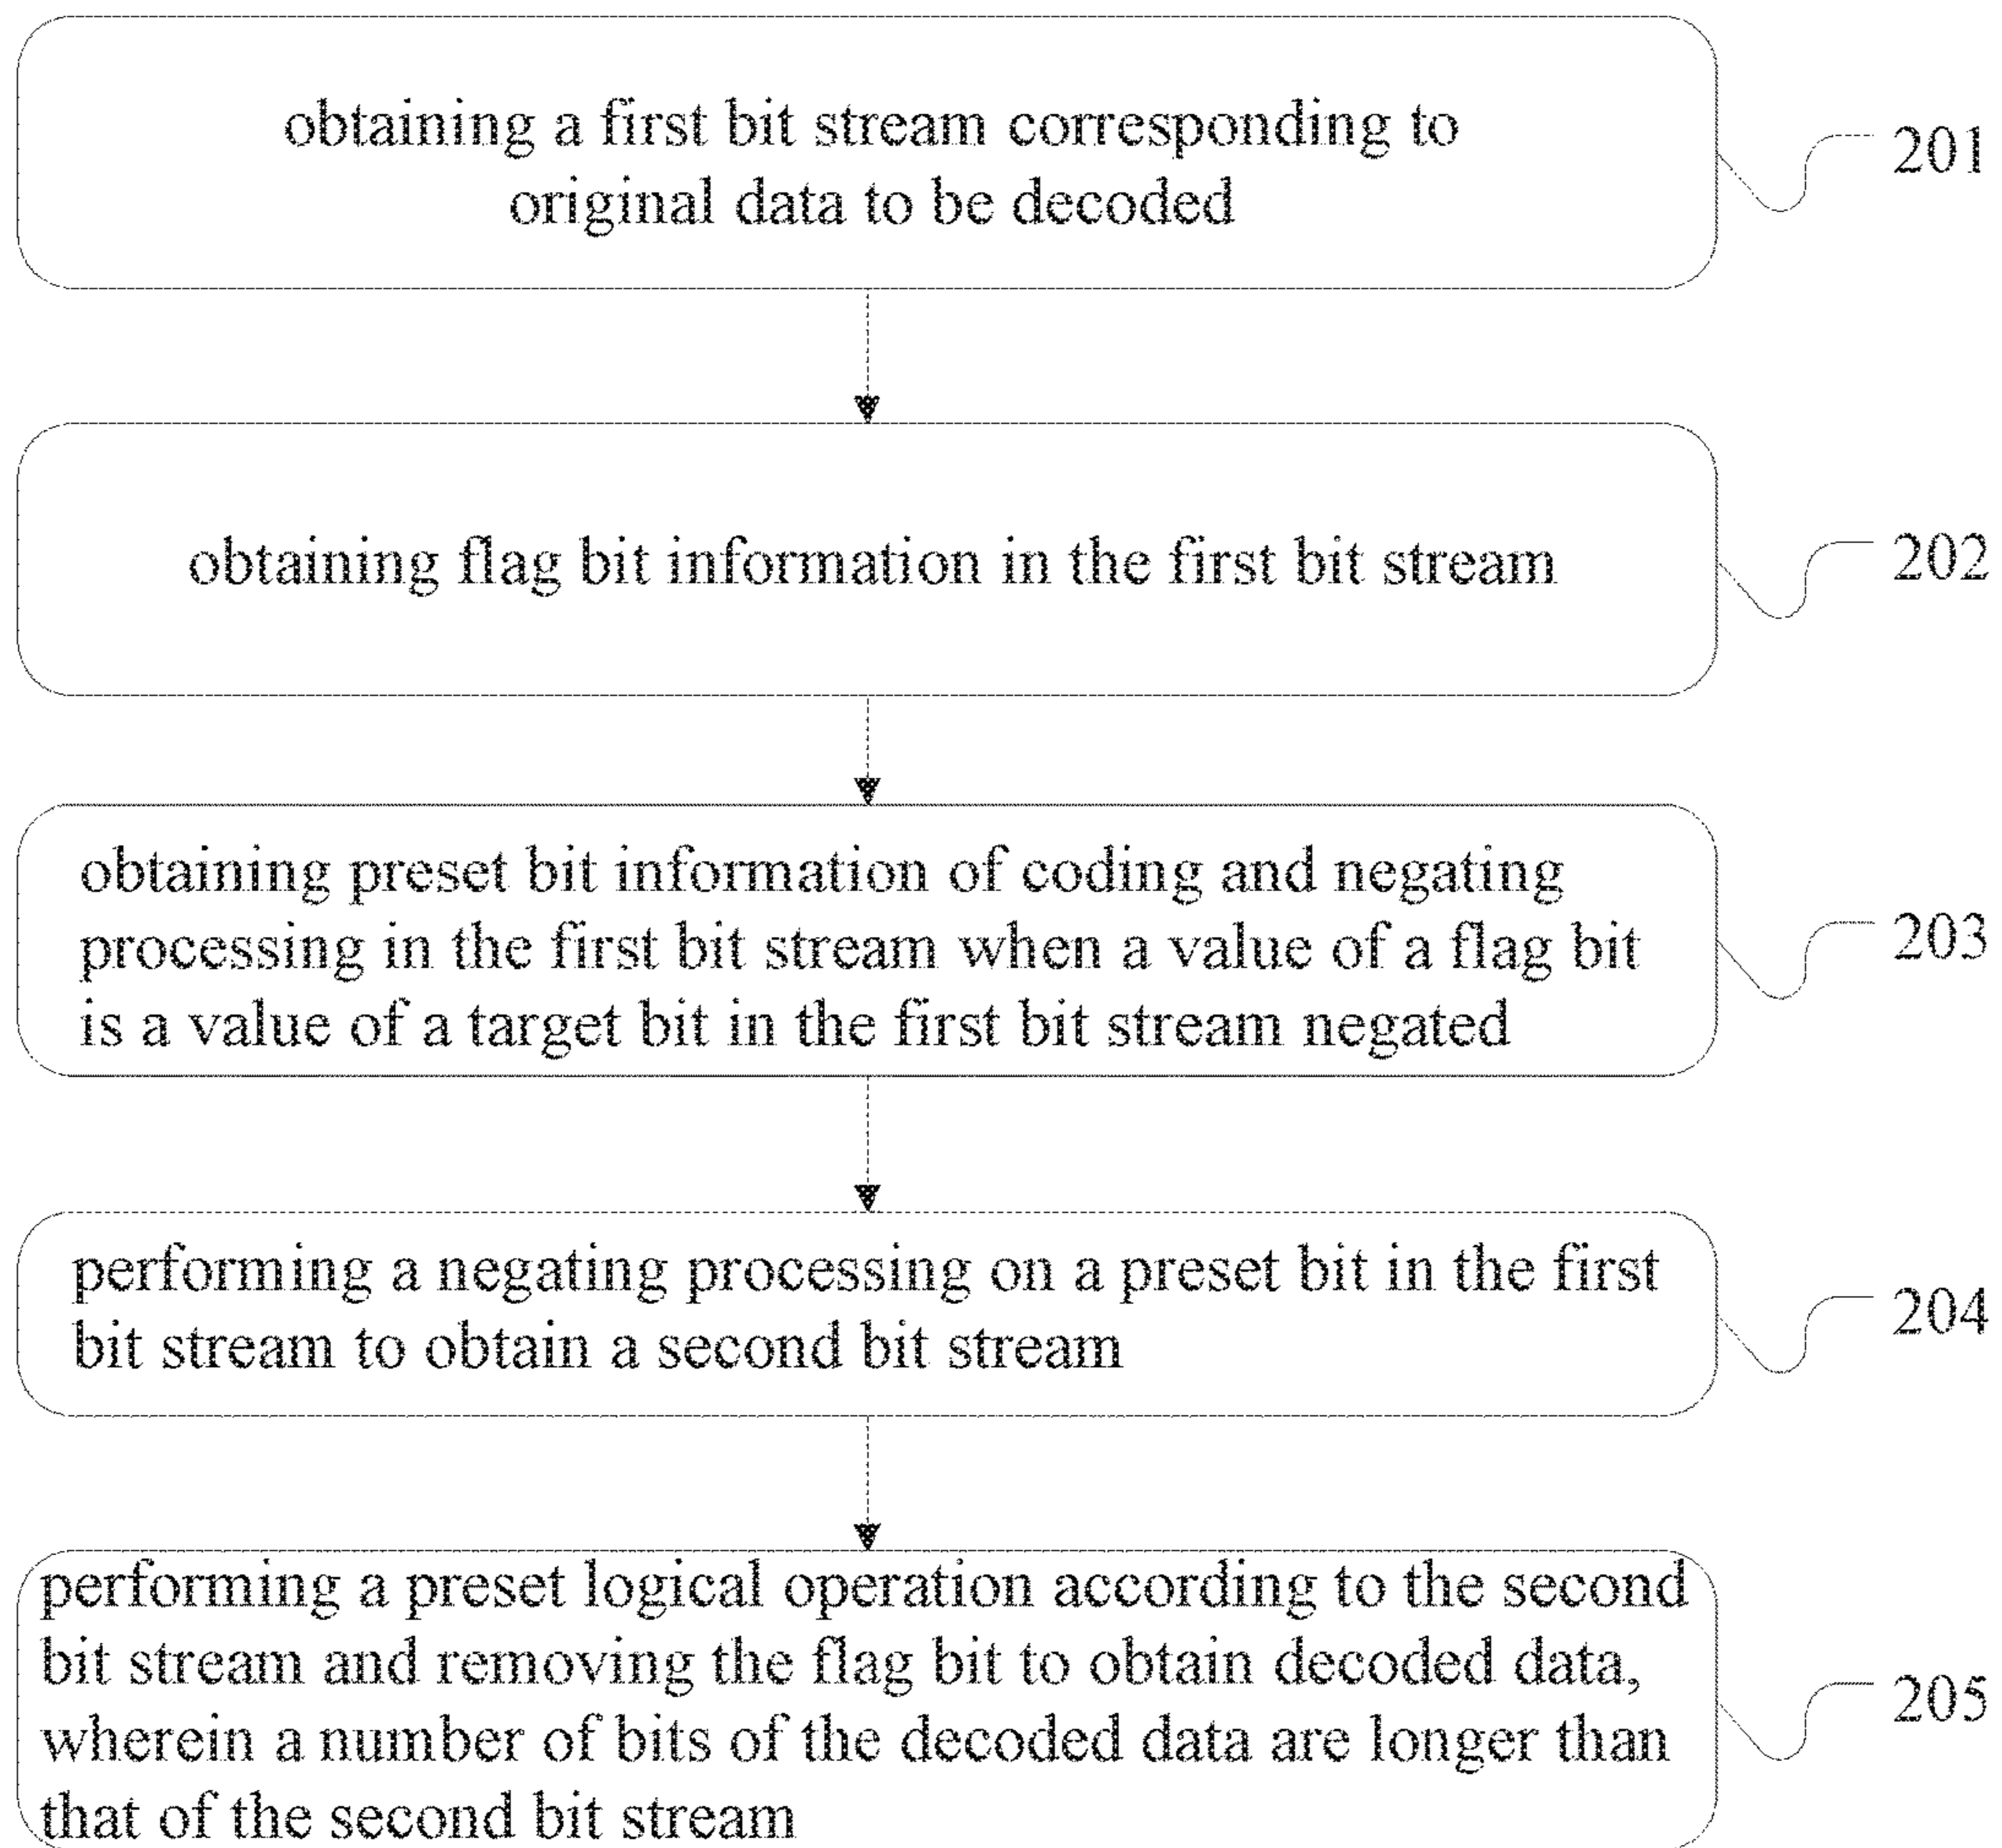 obtaining a first bit stream corresponding to
original data to be decoded
201
obtaining flag bit information in the first bit stream
202
obtaining preset bit information of coding and negating
processing in the first bit stream when a value of a flag bit
is a value of a target bit in the first bit stream negated
203
performing a negating processing on a preset bit in the first
bit stream to obtain a second bit stream
204
performing a preset logical operation according to the second
bit stream and removing the flag bit to obtain decoded data,
wherein a number of bits of the decoded data are longer than
that of the second bit stream
205